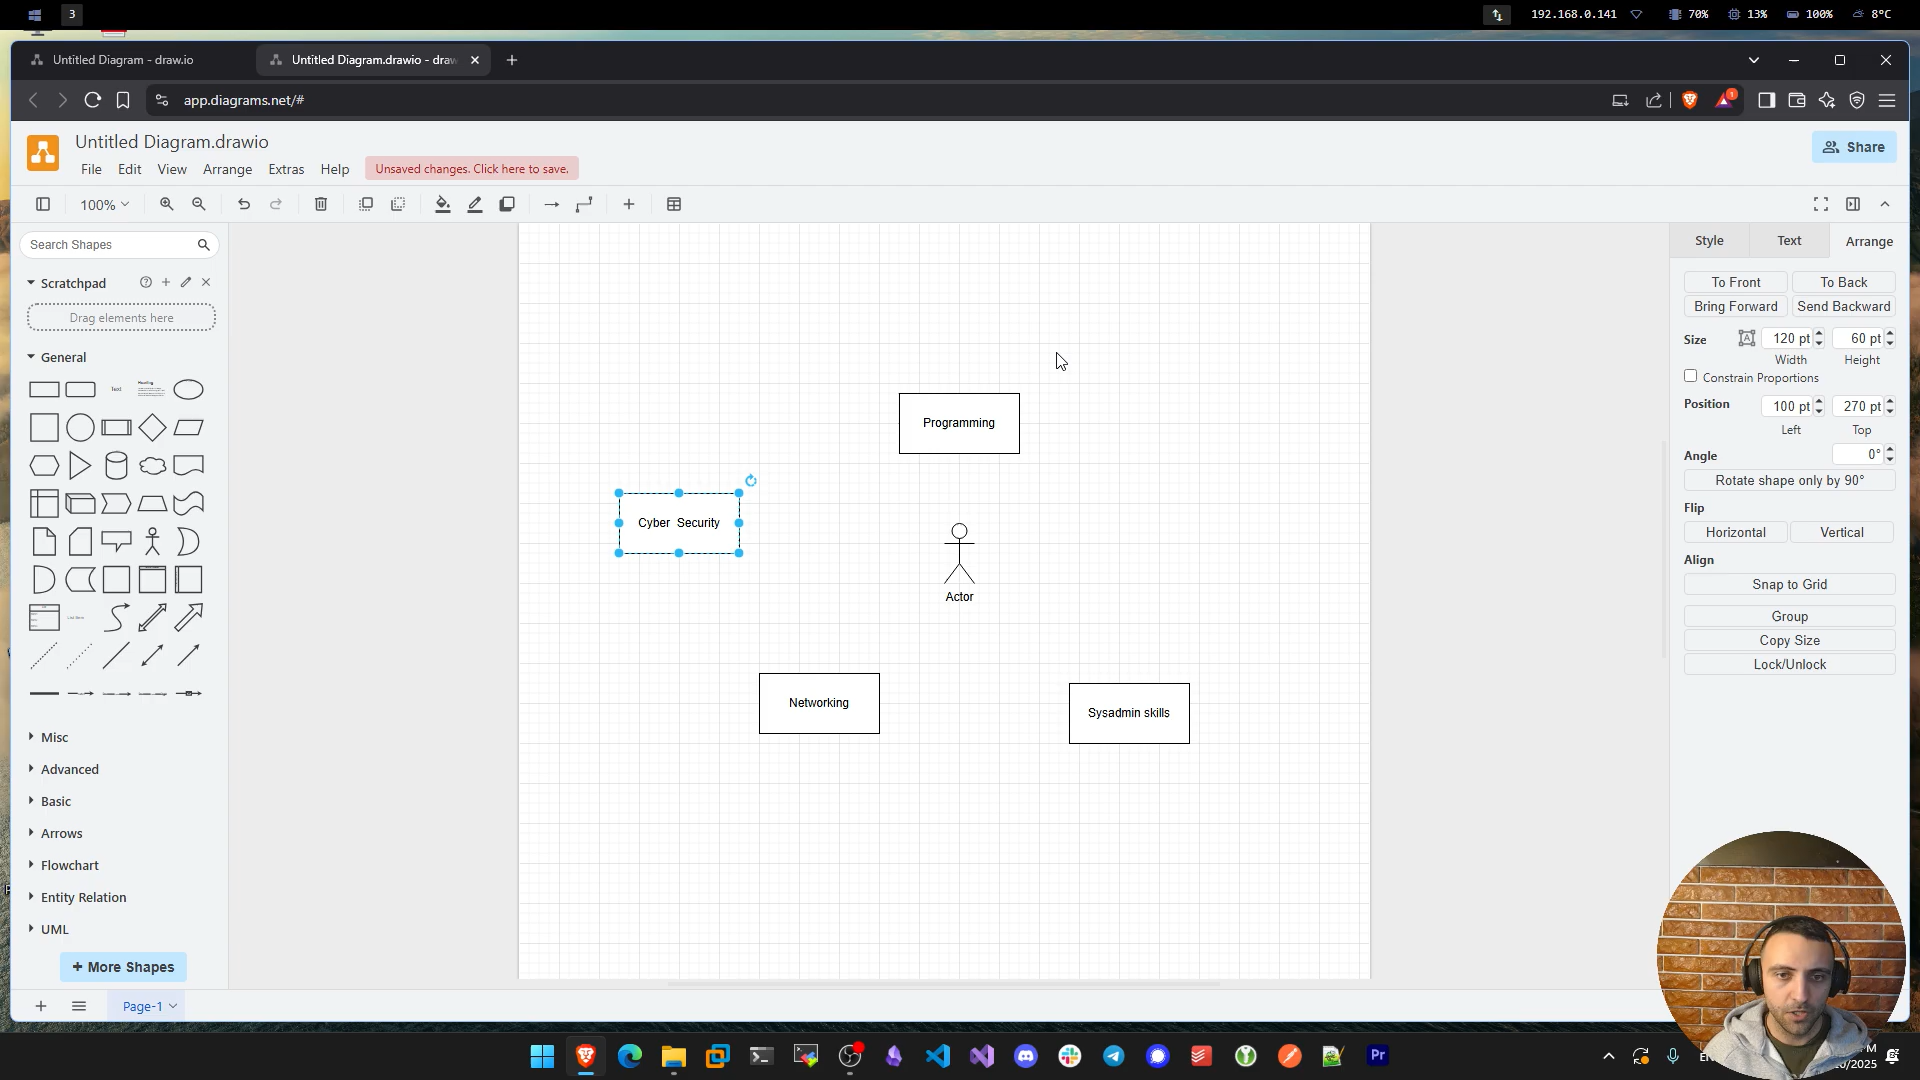 3
192.168.0.141
70%
13%
100%
8°C
Untitled Diagram - draw.io
Untitled Diagram.drawio - draw
app.diagrams.net/#
1
Untitled Diagram.drawio
File Edit View Arrange Extras Help
Unsaved changes. Click here to save.
Share
100%
Search Shapes
Scratchpad
Drag elements here
General
Text
Heading
Misc
Advanced
Basic
Arrows
Flowchart
Entity Relation
UML
+ More Shapes
Page-1
Programming
Cyber Security
Actor
Networking
Sysadmin skills
Style Text Arrange
To Front To Back
Bring Forward Send Backward
Size 120 pt 60 pt
Width Height
Constrain Proportions
Position 100 pt 270 pt
Left Top
Angle 0°
Rotate shape only by 90°
Flip
Horizontal Vertical
Align
Snap to Grid
Group
Copy Size
Lock/Unlock
Pr